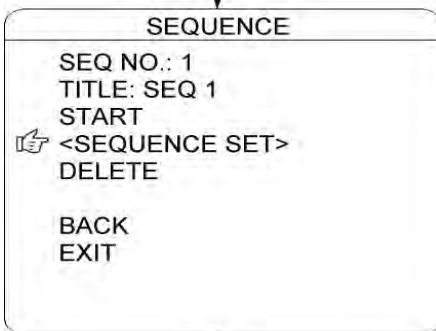 SEQUENCE
SEQ NO.: 1
TITLE: SEQ 1
START
<SEQUENCE SET>
DELETE
BACK
EXIT